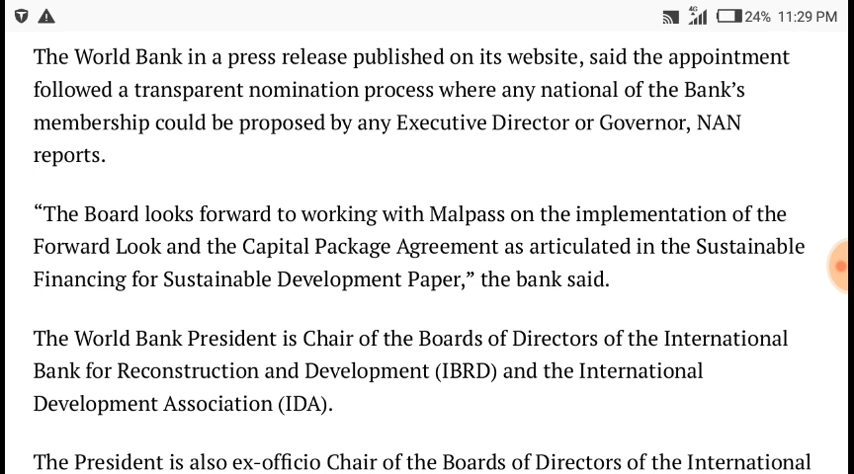 4G 24% 11:29 PM
The World Bank in a press release published on its website, said the appointment
followed a transparent nomination process where any national of the Bank’s
membership could be proposed by any Executive Director or Governor, NAN
reports.
“The Board looks forward to working with Malpass on the implementation of the
Forward Look and the Capital Package Agreement as articulated in the Sustainable
Financing for Sustainable Development Paper,” the bank said.
The World Bank President is Chair of the Boards of Directors of the International
Bank for Reconstruction and Development (IBRD) and the International
Development Association (IDA).
The President is also ex-officio Chair of the Boards of Directors of the International